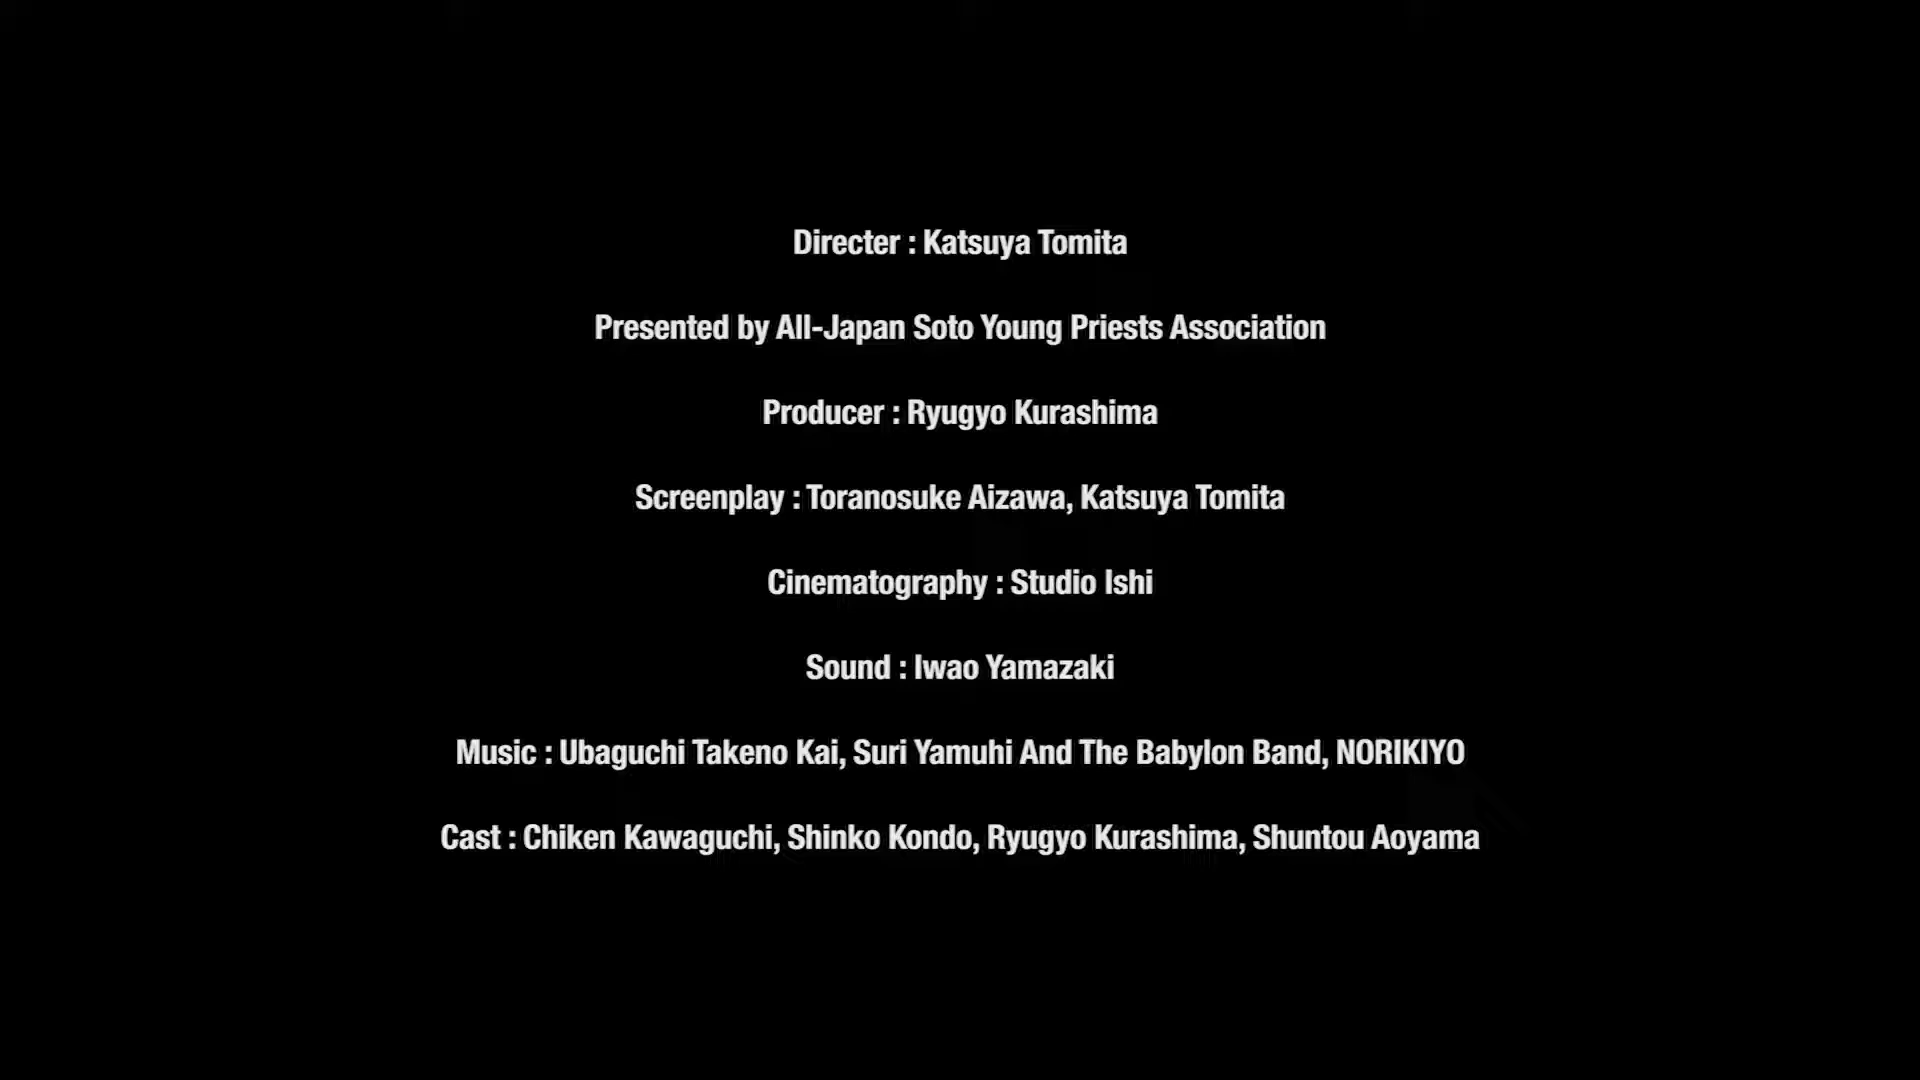 Directer : Katsuya Tomita
Presented by All-Japan Soto Young Priests Association
Producer : Ryugyo Kurashima
Screenplay : Toranosuke Aizawa, Katsuya Tomita
Cinematography : Studio Ishi
Sound : Iwao Yamazaki
Music : Ubaguchi Takeno Kai, Suri Yamuhi And The Babylon Band, NORIKIYO
Cast : Chiken Kawaguchi, Shinko Kondo, Ryugyo Kurashima, Shuntou Aoyama